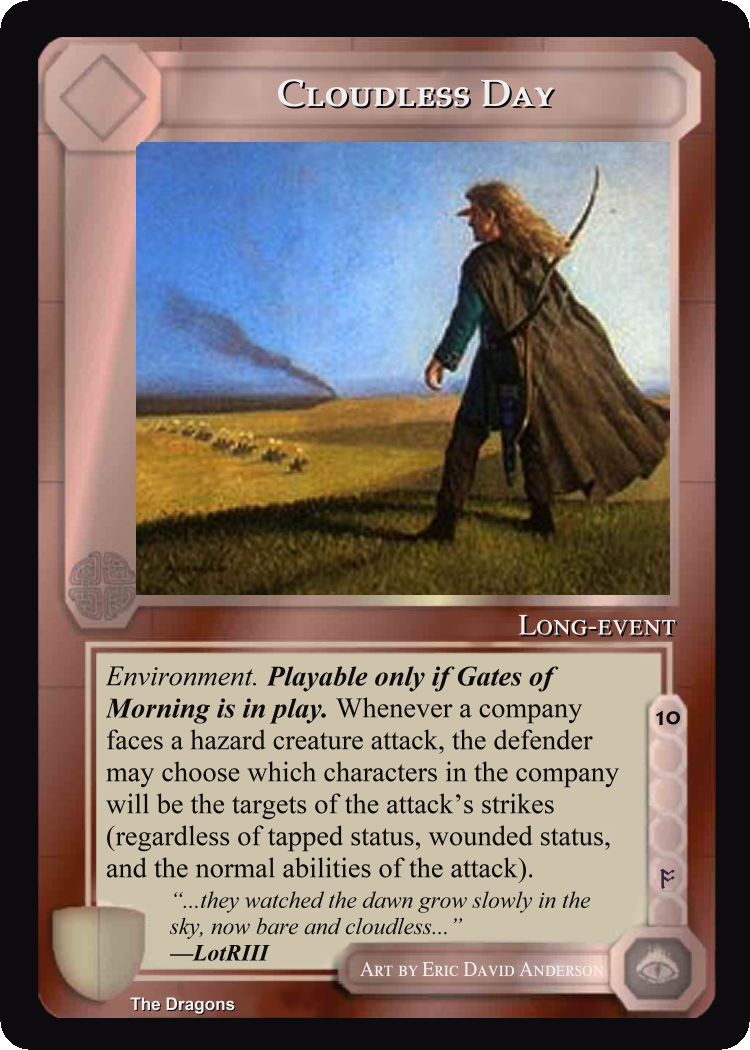 Cloudless Day
Long-event
Environment. Playable only if Gates of
Morning is in play. Whenever a company
faces a hazard creature attack, the defender
may choose which characters in the company
will be the targets of the attack's strikes
(regardless of tapped status, wounded status,
and the normal abilities of the attack).
"...they watched the dawn grow slowly in the
sky, now bare and cloudless..."
—LotRIII
10
ᚩ
Art by Eric David Anderson
The Dragons